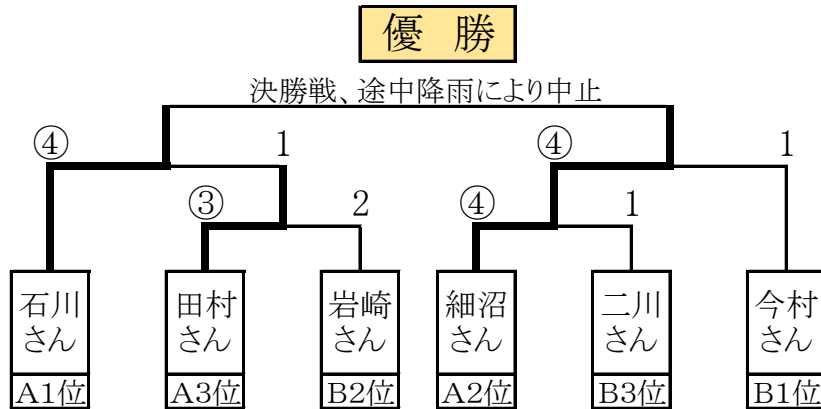 優 勝
決勝戦、途中降雨により中止
④ 1 ④ 1
③ 2 ④ 1
石川さん 田村さん 岩崎さん 細沼さん 二川さん 今村さん
A1位 A3位 B2位 A2位 B3位 B1位